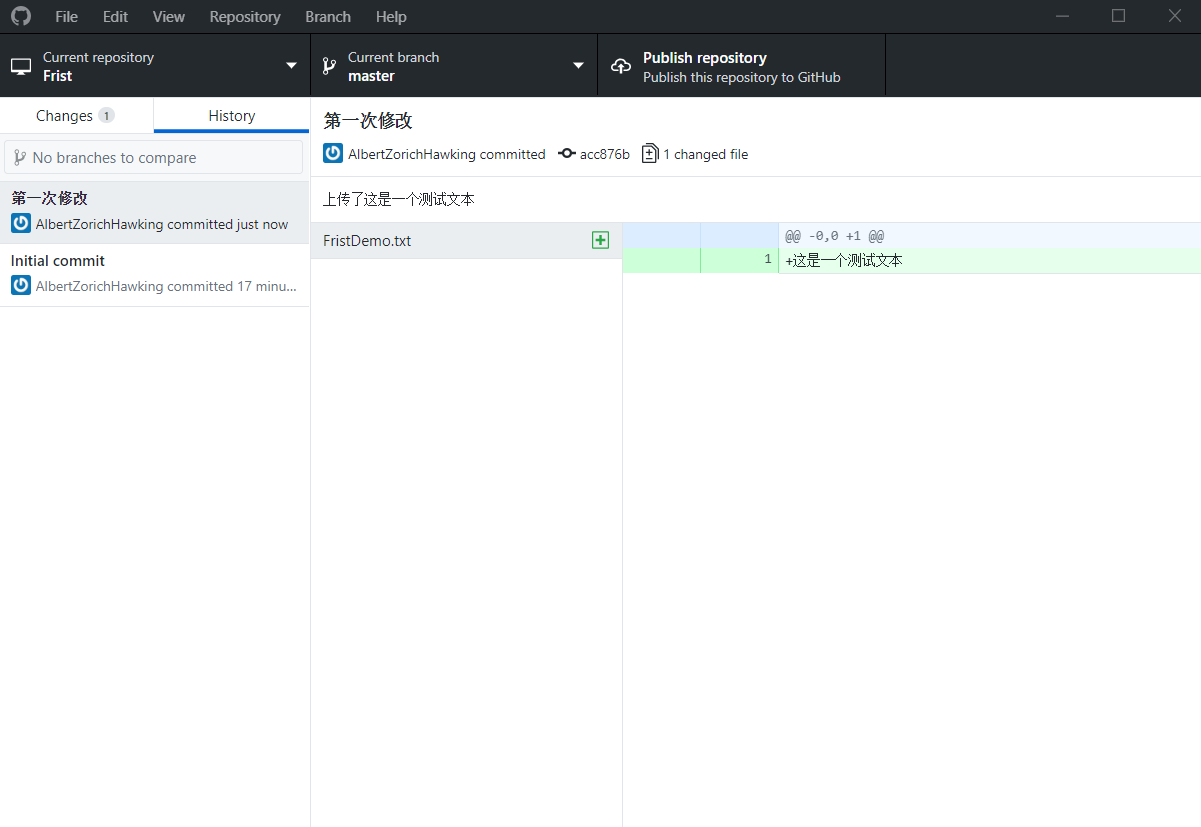 File Edit View Repository Branch Help
Current repository
Frist
Current branch
master
Publish repository
Publish this repository to GitHub
Changes 1
History
No branches to compare
第一次修改
AlbertZorichHawking committed just now
Initial commit
AlbertZorichHawking committed 17 minu...
第一次修改
AlbertZorichHawking committed acc876b 1 changed file
上传了这是一个测试文本
FristDemo.txt
@@ -0,0 +1 @@
1 +这是一个测试文本